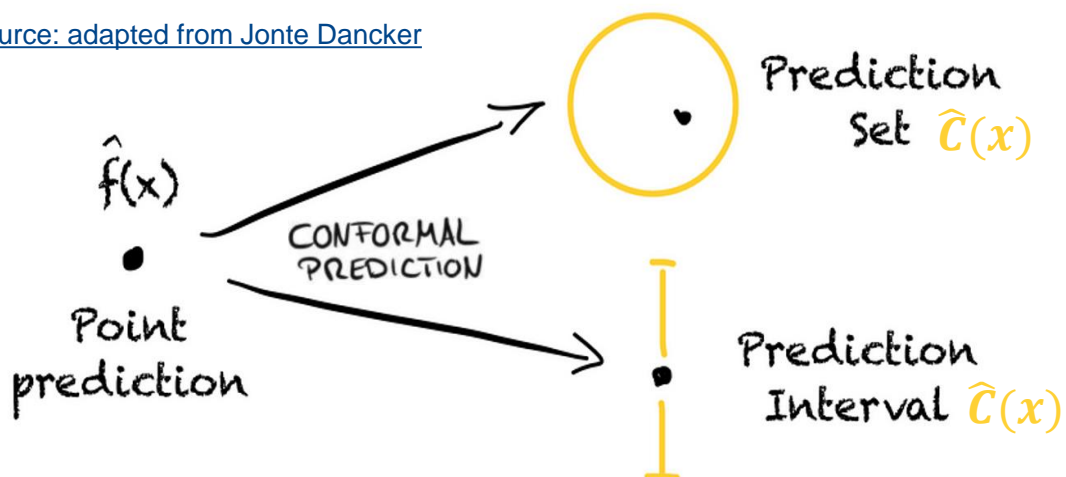 urce: adapted from Jonte Dancker
Prediction
Set Ĉ(x)
f̂(x)
CONFORMAL
PREDICTION
Point
prediction
Prediction
Interval Ĉ(x)